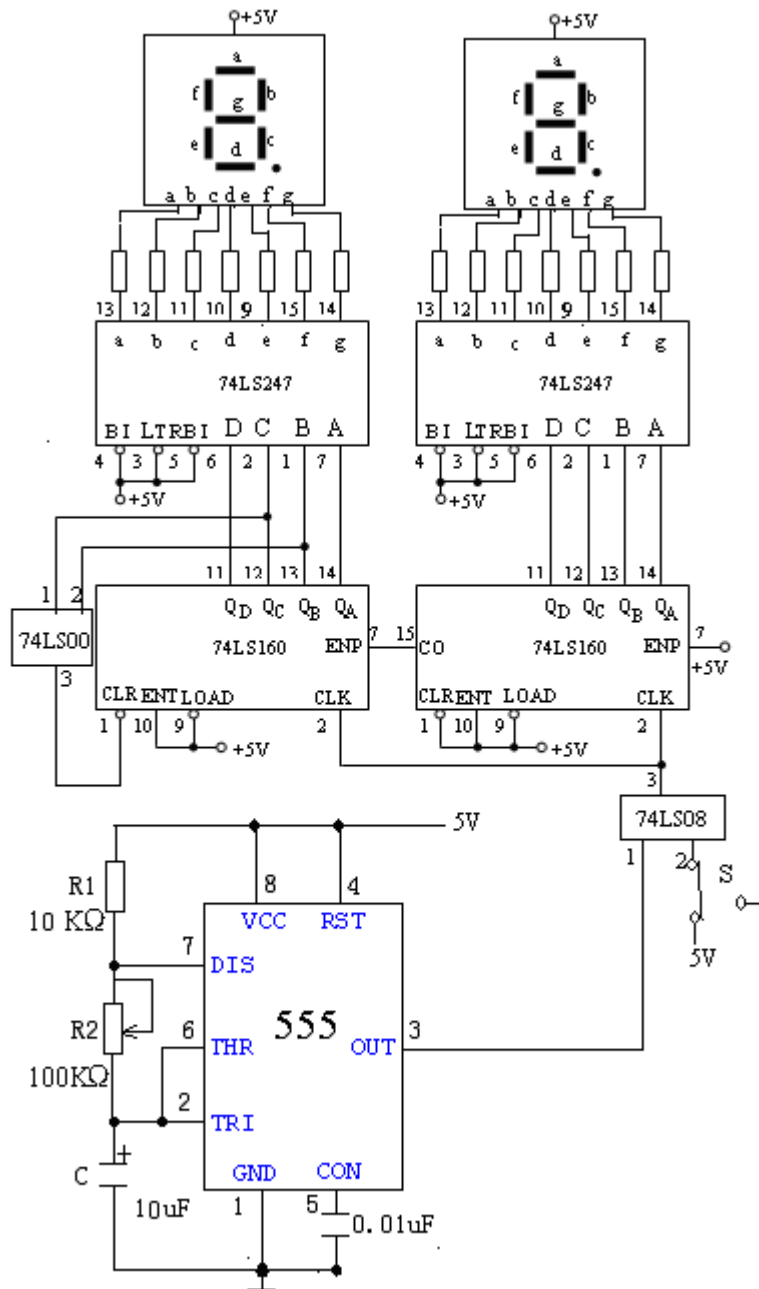 +5V +5V
a a
f b f b
g g
e c e c
d d
a b c d e f g a b c d e f g
13 12 11 10 9 15 14 13 12 11 10 9 15 14
a b c d e f g a b c d e f g
74LS247 74LS247
BI LT RBI D C B A BI LT RBI D C B A
4 3 5 6 2 1 7 4 3 5 6 2 1 7
+5V +5V
11 12 13 14 11 12 13 14
1 2
QD QC QB QA QD QC QB QA
74LS00 74LS160 ENP 7 15 CO 74LS160 ENP 7
+5V
3
CLR ENT LOAD CLK CLR ENT LOAD CLK
1 10 9 2 1 10 9 2
+5V +5V
3
74LS08
1 2
S
5V
5V
R1
10 KΩ
8 4
VCC RST
7 DIS
R2
100KΩ
555
6 THR OUT 3
2 TRI
C +
10uF
GND CON
1 5
0.01uF